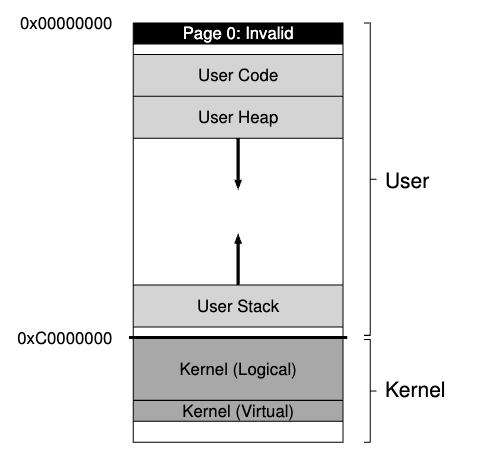 0x00000000
Page 0: Invalid
User Code
User Heap
User
User Stack
0xC0000000
Kernel (Logical)
Kernel
Kernel (Virtual)